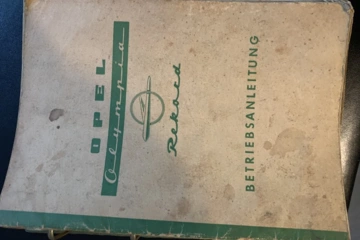 OPEL
Olympia
Rekord
BETRIEBSANLEITUNG